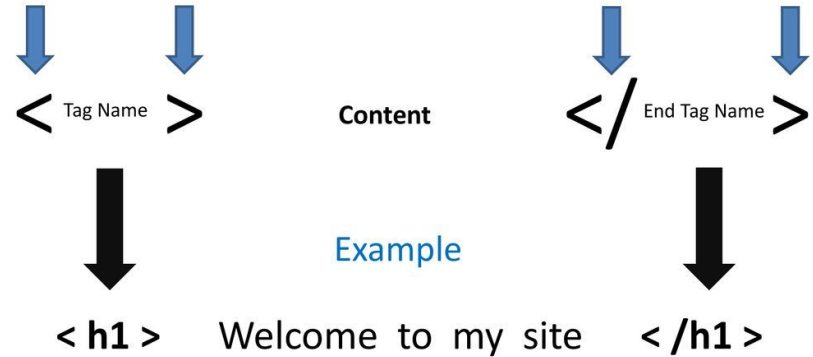 < Tag Name > Content </ End Tag Name >
Example
< h1 > Welcome to my site < /h1 >